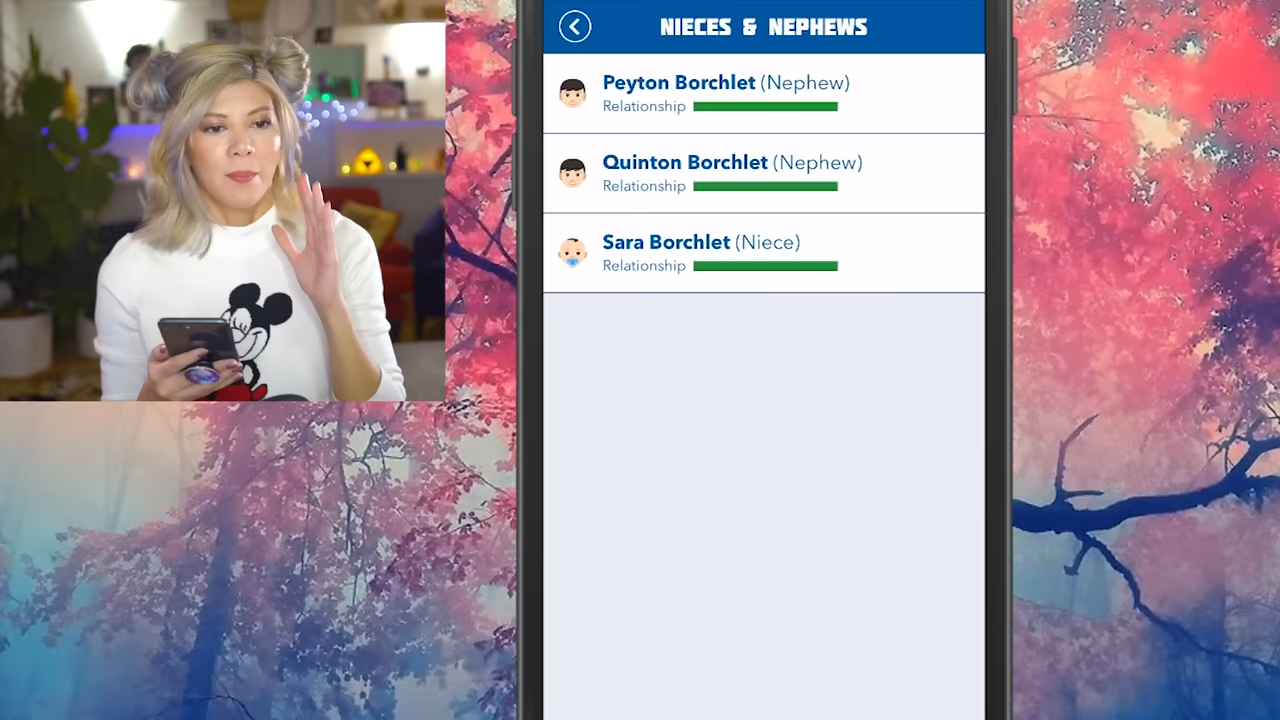 NIECES & NEPHEWS
Peyton Borchlet (Nephew)
Relationship
Quinton Borchlet (Nephew)
Relationship
Sara Borchlet (Niece)
Relationship